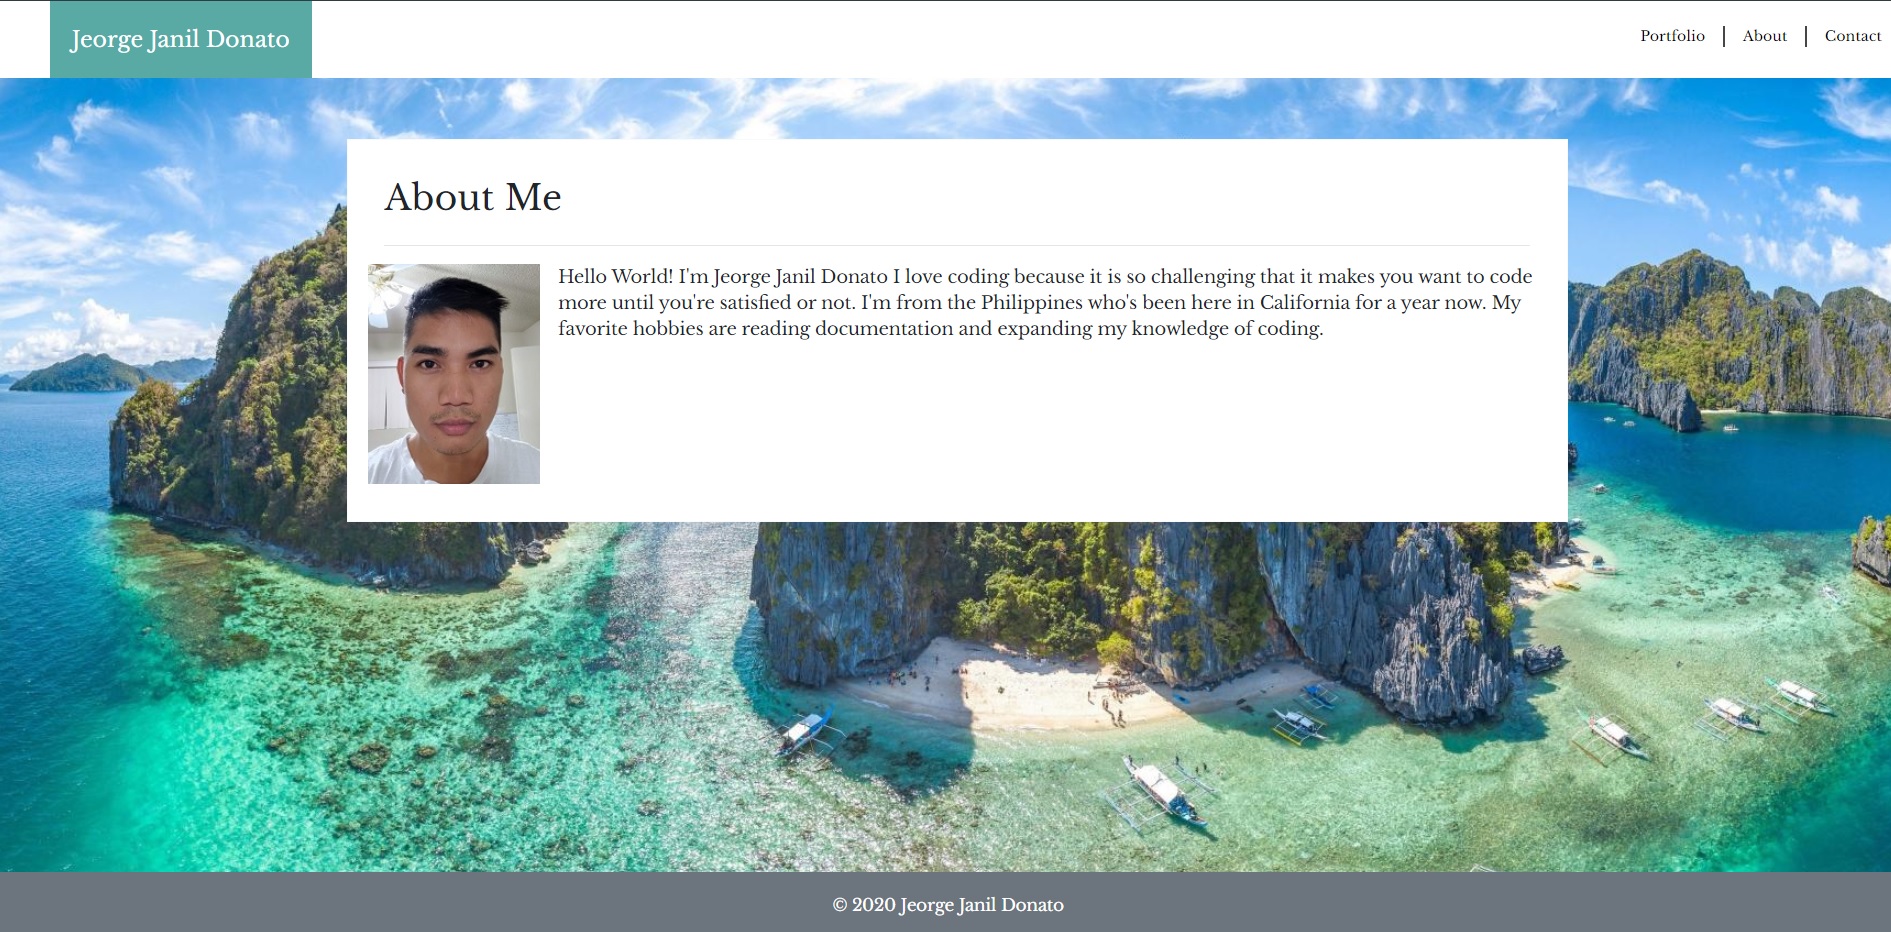 Jeorge Janil Donato
Portfolio
About
Contact
About Me
Hello World! I'm Jeorge Janil Donato I love coding because it is so challenging that it makes you want to code
more until you're satisfied or not. I'm from the Philippines who's been here in California for a year now. My
favorite hobbies are reading documentation and expanding my knowledge of coding.
© 2020 Jeorge Janil Donato